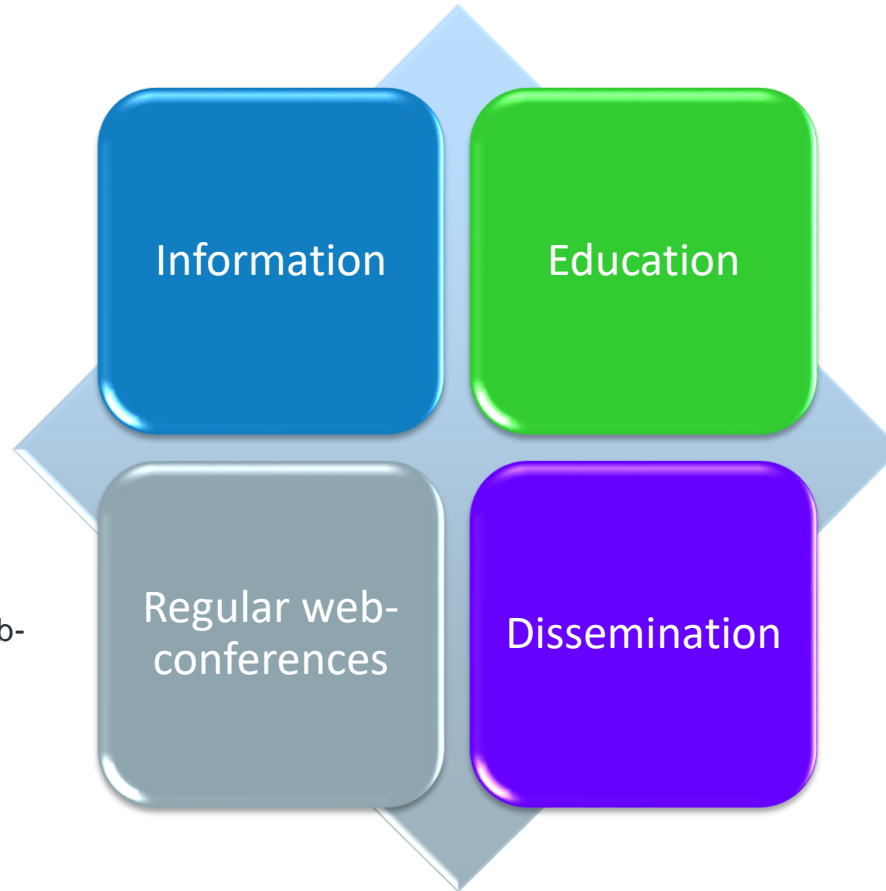 Information
Education
b-
Regular web-
conferences
Dissemination